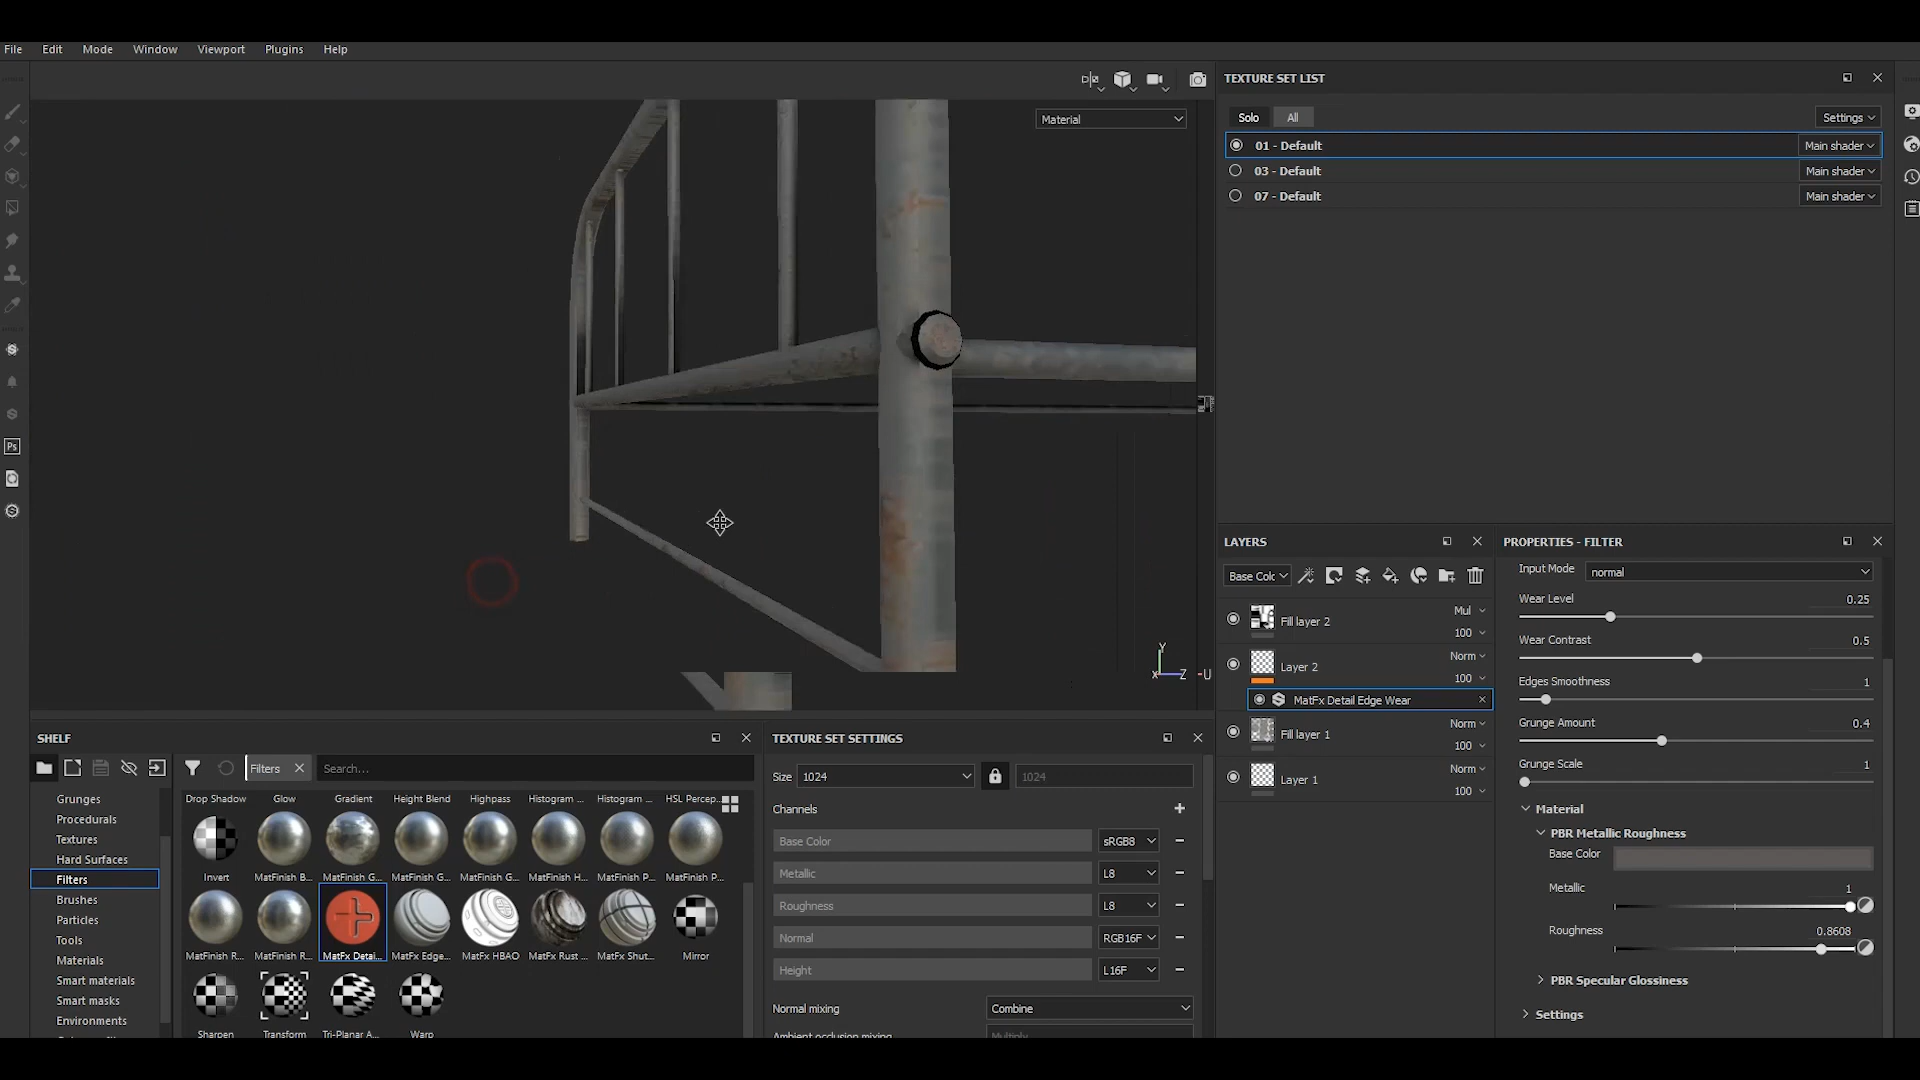 File Edit Mode Window Viewport Plugins Help
Material
Y
X Z -U
Ps
TEXTURE SET LIST
Solo All Settings
01 - Default Main shader
03 - Default Main shader
07 - Default Main shader
LAYERS
Base Colc
Fill layer 2 Mul 100
Layer 2 Norm 100
MatFx Detail Edge Wear
Fill layer 1 Norm 100
Layer 1 Norm 100
PROPERTIES - FILTER
Input Mode normal
Wear Level 0.25
Wear Contrast 0.5
Edges Smoothness 1
Grunge Amount 0.4
Grunge Scale 1
Material
PBR Metallic Roughness
Base Color
Metallic 1
Roughness 0.8608
PBR Specular Glossiness
Settings
SHELF
Filters Search...
Grunges
Procedurals
Textures
Hard Surfaces
Filters
Brushes
Particles
Tools
Materials
Smart materials
Smart masks
Environments
Drop Shadow Glow Gradient Height Blend Highpass Histogram ... Histogram ... HSL Percep...
Invert MatFinish B... MatFinish G... MatFinish G... MatFinish G... MatFinish H... MatFinish P... MatFinish P...
MatFinish R... MatFinish R... MatFx Detai... MatFx Edge... MatFx HBAO MatFx Rust ... MatFx Shut... Mirror
Sharpen Transform Tri-Planar A... Warp
TEXTURE SET SETTINGS
Size 1024 1024
Channels
Base Color sRGB8
Metallic L8
Roughness L8
Normal RGB16F
Height L16F
Normal mixing Combine
Ambient occlusion mixing Multiply